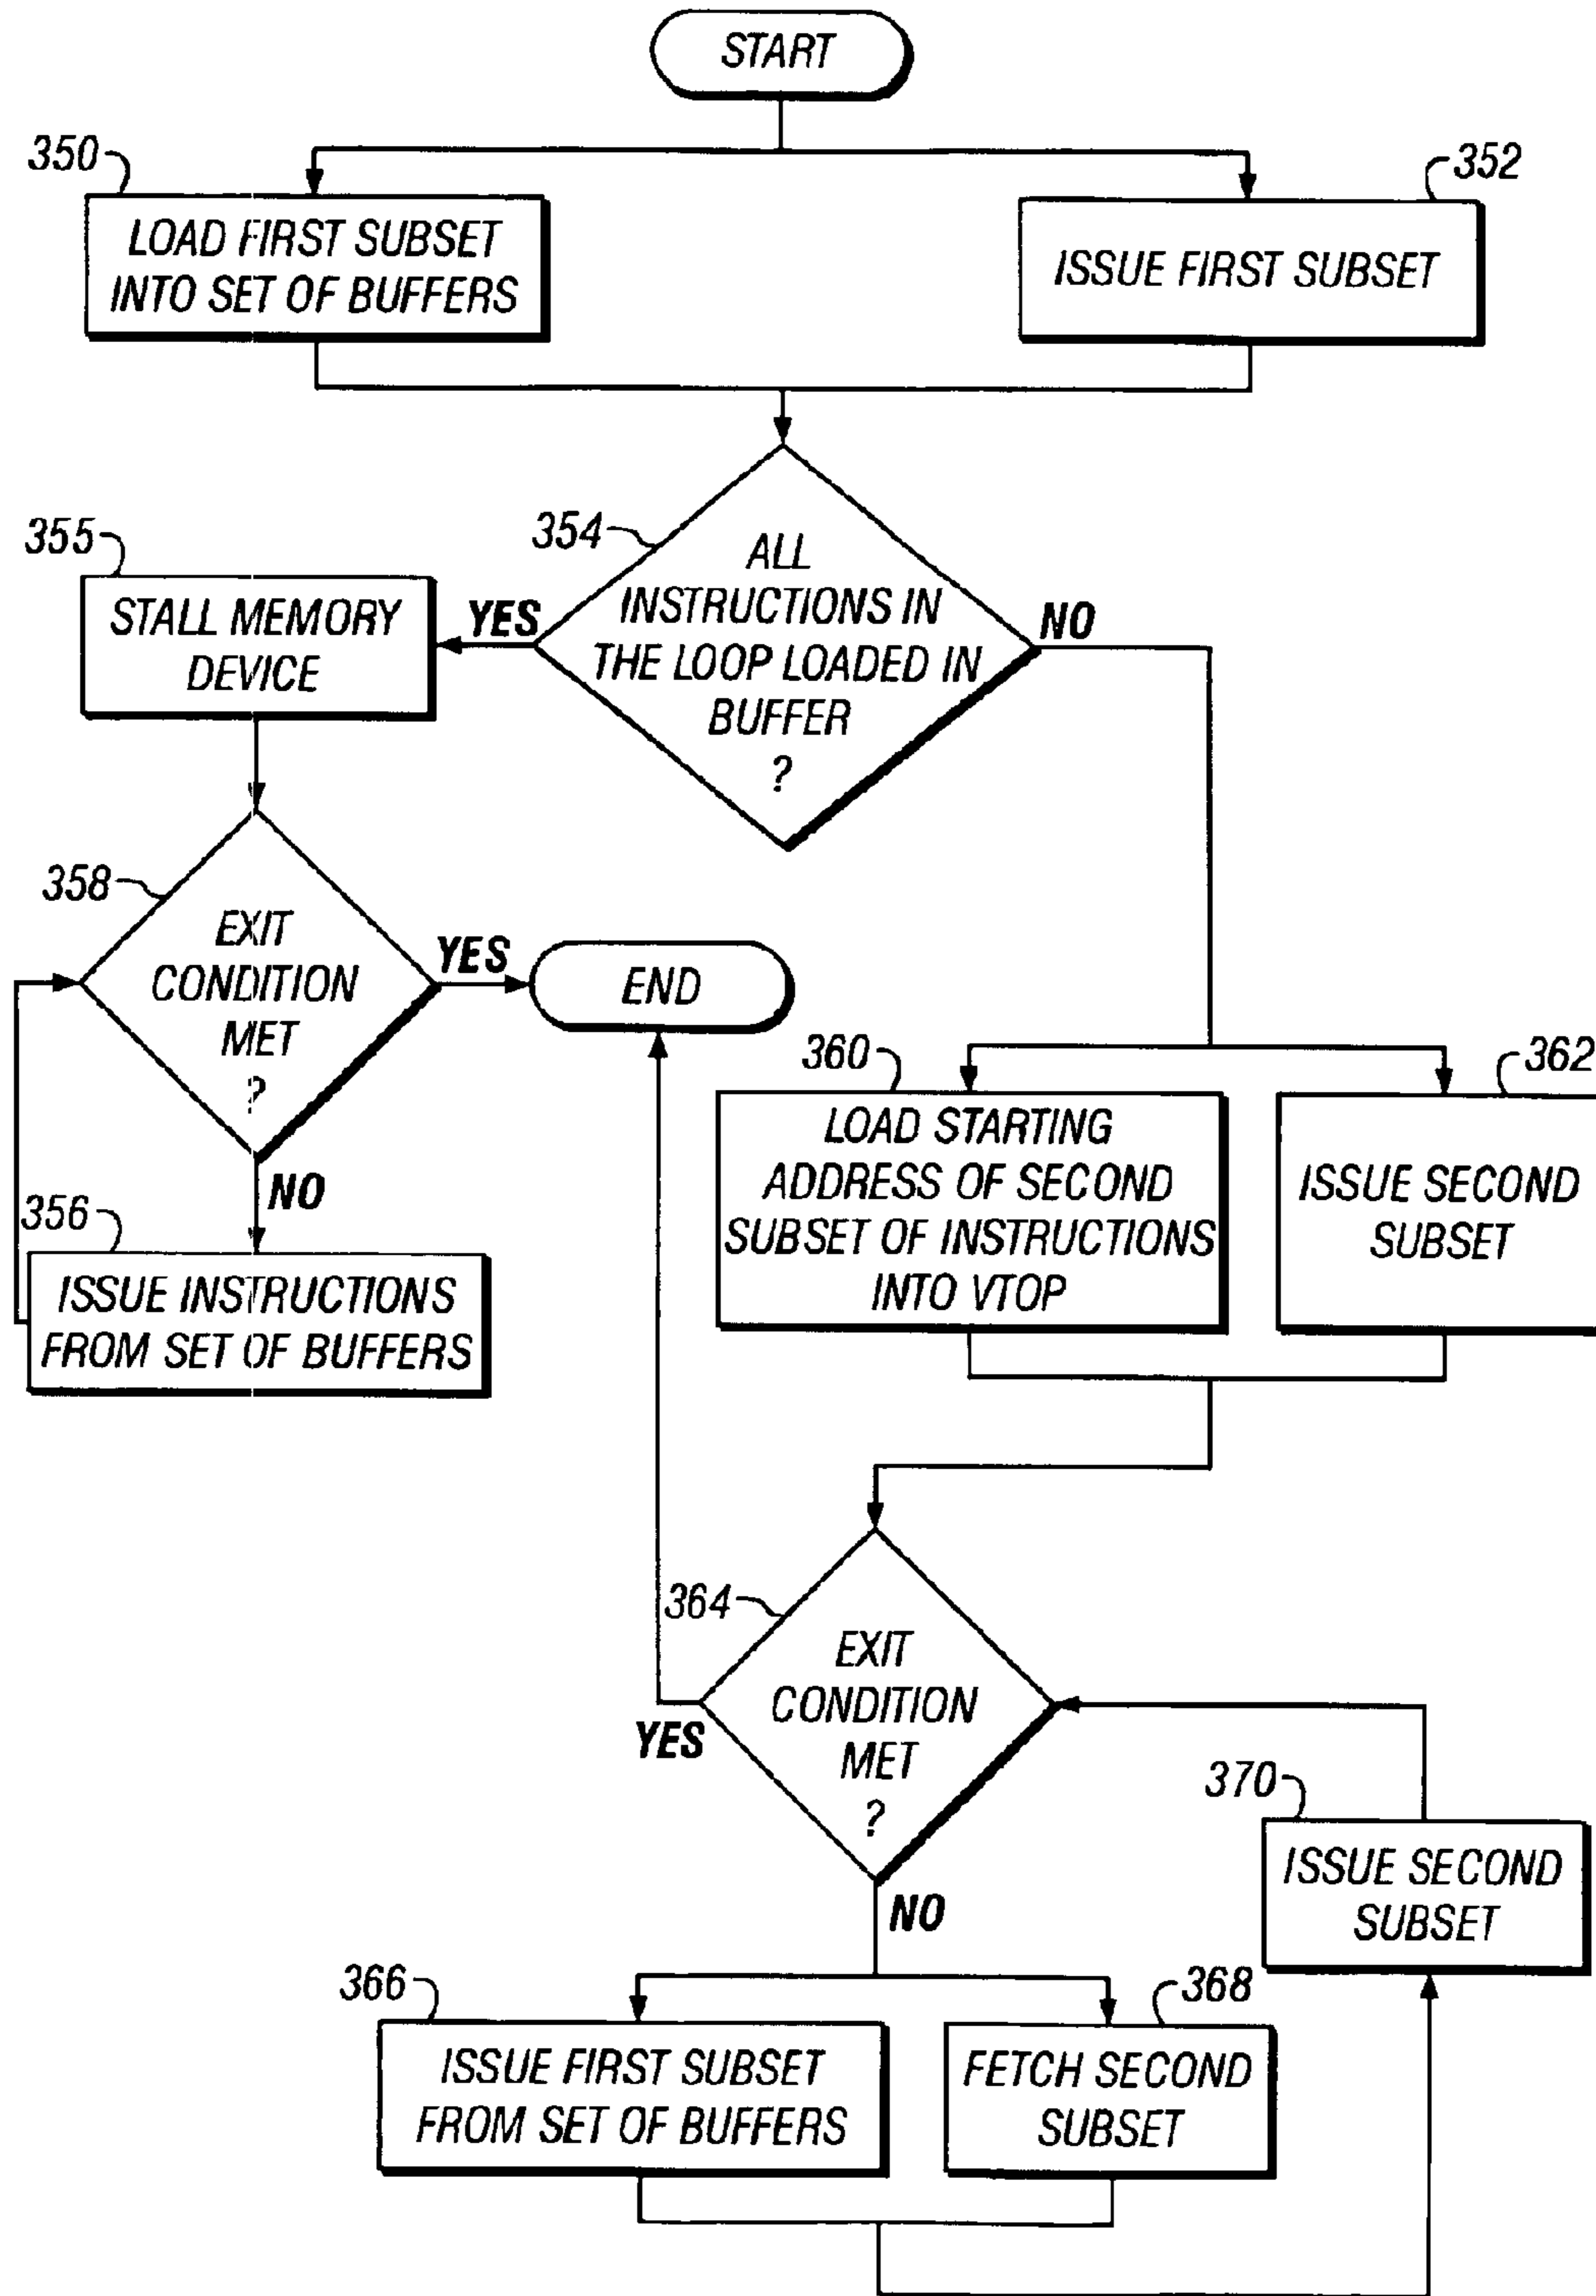 START
350
352
LOAD FIRST SUBSET
INTO SET OF BUFFERS
ISSUE FIRST SUBSET
354
ALL
INSTRUCTIONS IN
THE LOOP LOADED IN
BUFFER
?
355
YES
NO
STALL MEMORY
DEVICE
358
EXIT
CONDITION
MET
?
YES
END
NO
356
ISSUE INSTRUCTIONS
FROM SET OF BUFFERS
360
362
LOAD STARTING
ADDRESS OF SECOND
SUBSET OF INSTRUCTIONS
INTO VTOP
ISSUE SECOND
SUBSET
364
EXIT
CONDITION
MET
?
YES
NO
370
ISSUE SECOND
SUBSET
366
368
ISSUE FIRST SUBSET
FROM SET OF BUFFERS
FETCH SECOND
SUBSET